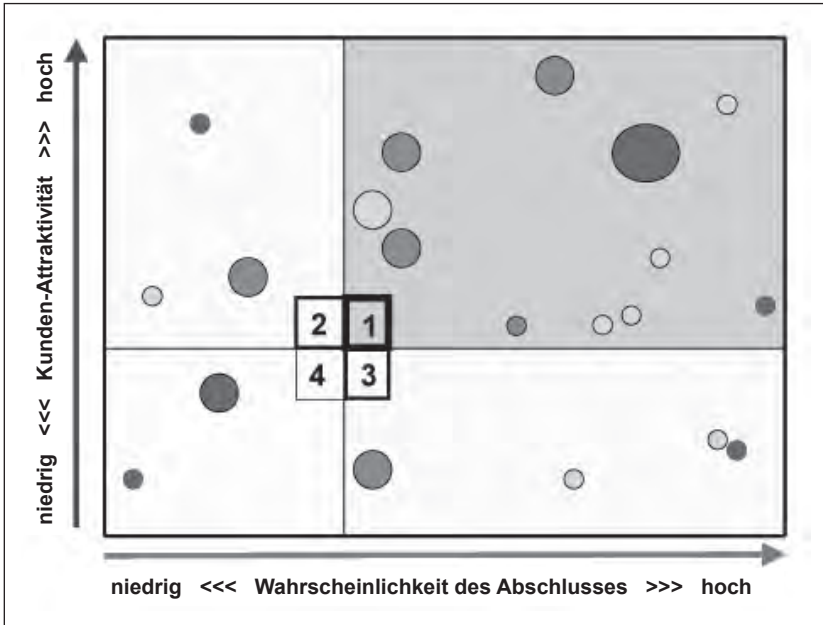 niedrig <<< Kunden-Attraktivität >>> hoch
2 1
4 3
niedrig <<< Wahrscheinlichkeit des Abschlusses >>> hoch